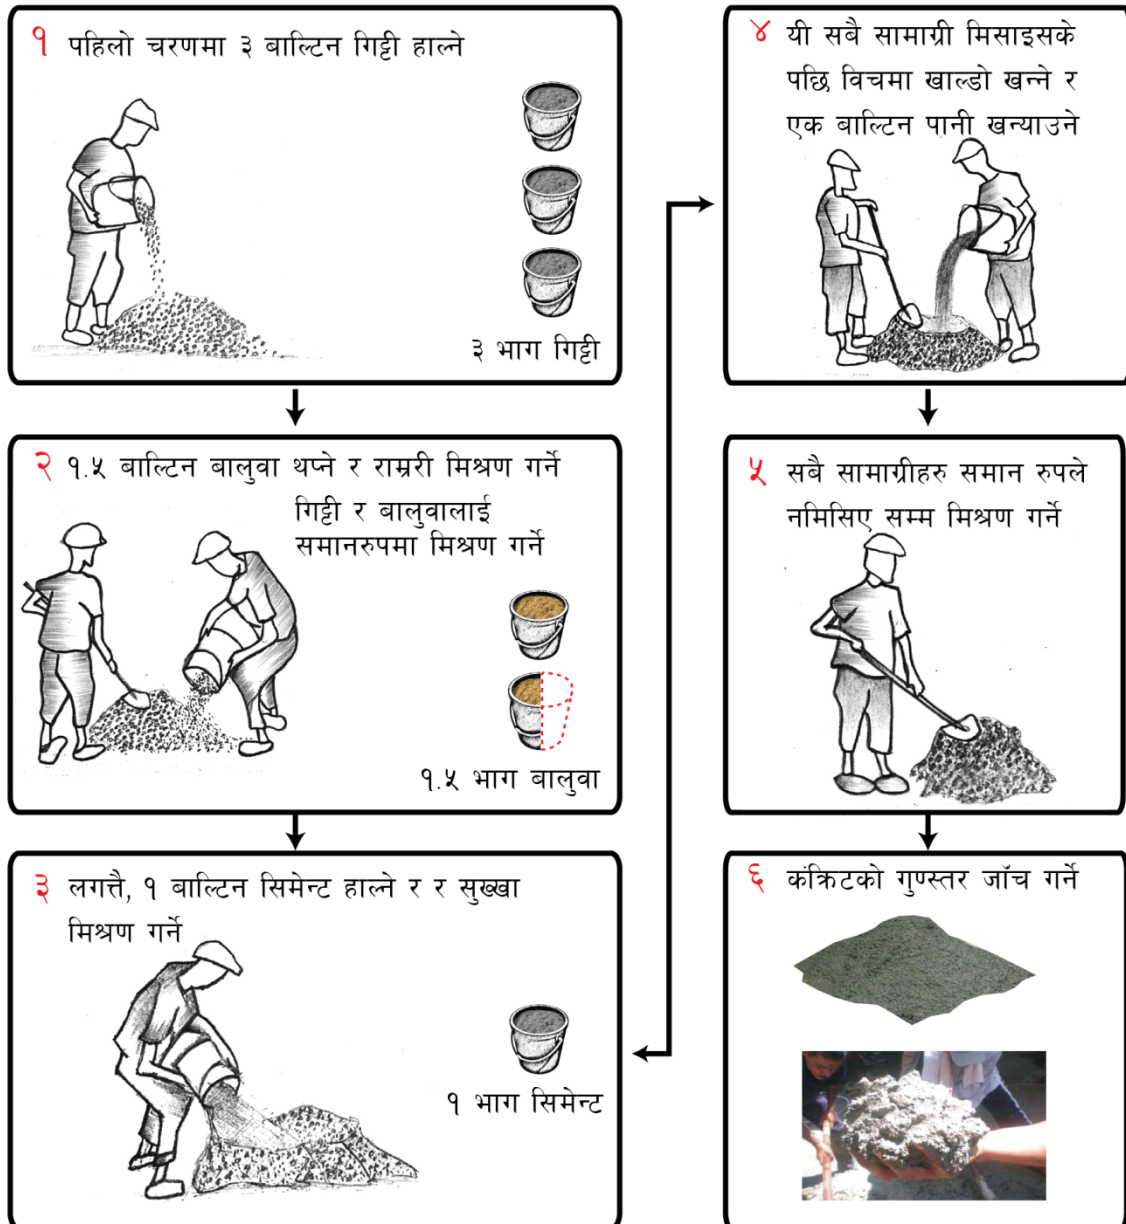 १ पहिलो चरणमा ३ बाल्टिन गिट्टी हाल्ने
३ भाग गिट्टी
२ १.५ बाल्टिन बालुवा थप्ने र राम्ररी मिश्रण गर्ने
गिट्टी र बालुवालाई
समानरुपमा मिश्रण गर्ने
१.५ भाग बालुवा
३ लगत्तै, १ बाल्टिन सिमेन्ट हाल्ने र र सुख्खा
मिश्रण गर्ने
१ भाग सिमेन्ट
४ यी सबै सामाग्री मिसाइसके
पछि विचमा खाल्डो खन्ने र
एक बाल्टिन पानी खन्याउने
५ सबै सामाग्रीहरु समान रुपले
नमिसिए सम्म मिश्रण गर्ने
६ कंक्रिटको गुण्स्तर जाँच गर्ने